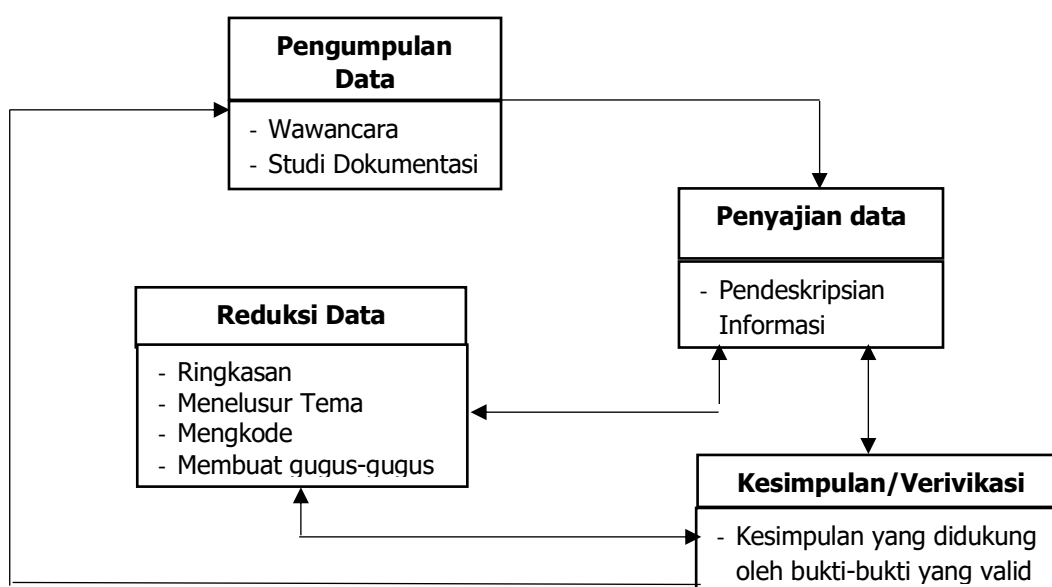 Pengumpulan
Data
- Wawancara
- Studi Dokumentasi
Penyajian data
- Pendeskripsian
Informasi
Reduksi Data
- Ringkasan
- Menelusur Tema
- Mengkode
- Membuat gugus-gugus
Kesimpulan/Verivikasi
- Kesimpulan yang didukung
oleh bukti-bukti yang valid